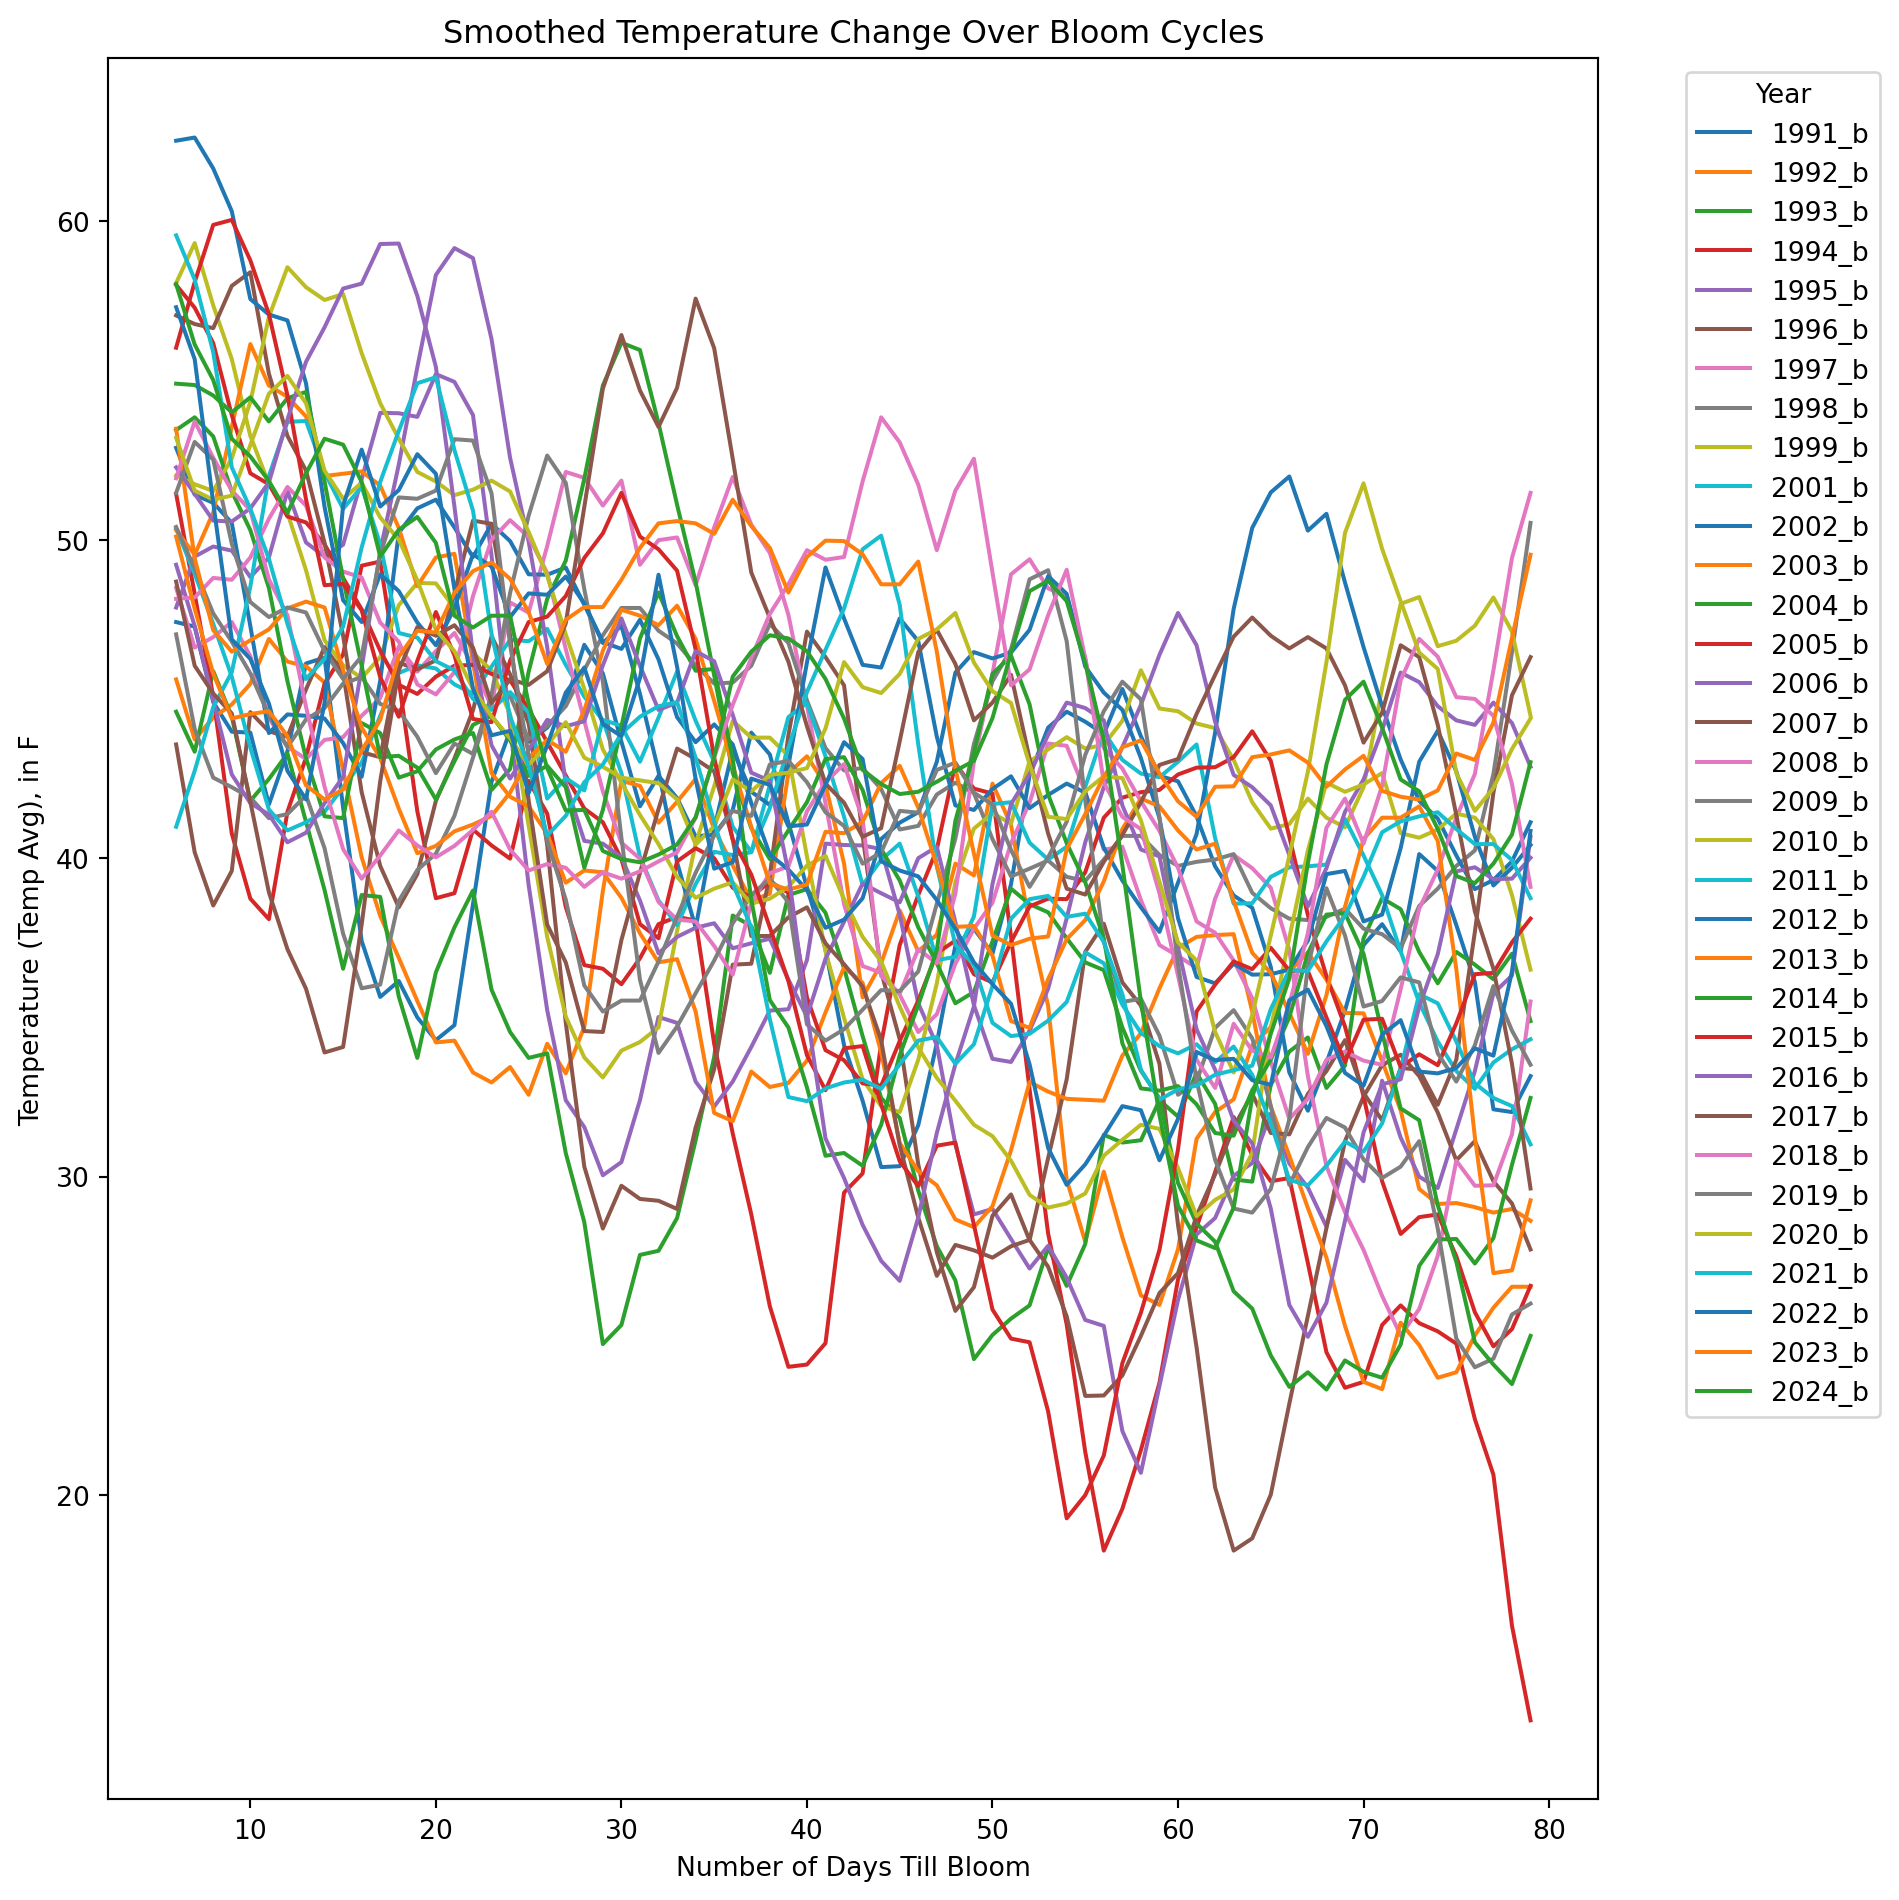 Smoothed Temperature Change Over Bloom Cycles
Temperature (Temp Avg), in F
60
50
40
30
20
10
20
30
40
50
60
70
80
Number of Days Till Bloom
Year
1991_b
1992_b
1993_b
1994_b
1995_b
1996_b
1997_b
1998_b
1999_b
2001_b
2002_b
2003_b
2004_b
2005_b
2006_b
2007_b
2008_b
2009_b
2010_b
2011_b
2012_b
2013_b
2014_b
2015_b
2016_b
2017_b
2018_b
2019_b
2020_b
2021_b
2022_b
2023_b
2024_b